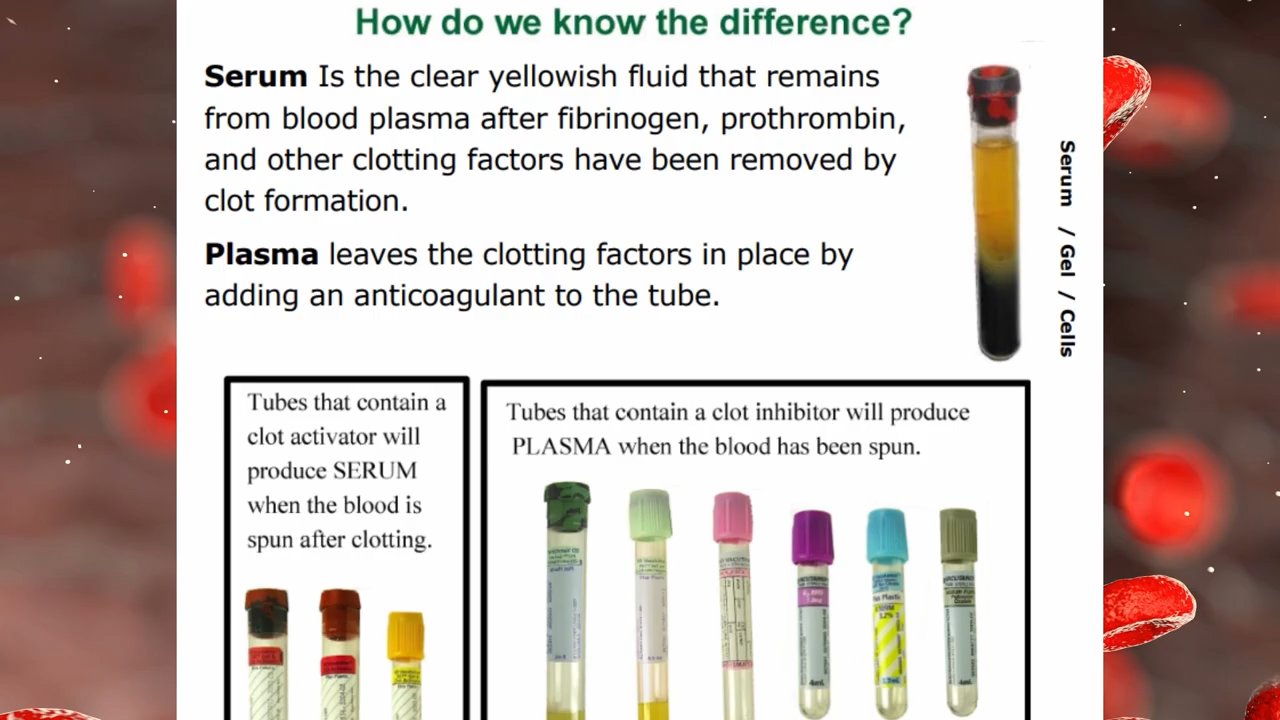 How do we know the difference?
Serum Is the clear yellowish fluid that remains
from blood plasma after fibrinogen, prothrombin,
and other clotting factors have been removed by
clot formation.
Plasma leaves the clotting factors in place by
adding an anticoagulant to the tube.
Serum / Gel / Cells
Tubes that contain a
clot activator will
produce SERUM
when the blood is
spun after clotting.
Tubes that contain a clot inhibitor will produce
PLASMA when the blood has been spun.